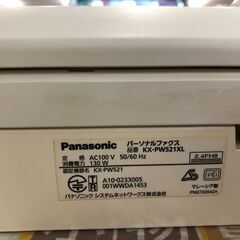 Panasonic パーソナルファクス
品番 KX-PW521XL
定格 AC100 V 50/60 Hz
消費電力 130 W
認証機器名 KX-PW521
2.4FH8
A10-0233005
001WWDA1453
パナソニック システムネットワークス株式会社
マレーシア製
PNGT5264ZA